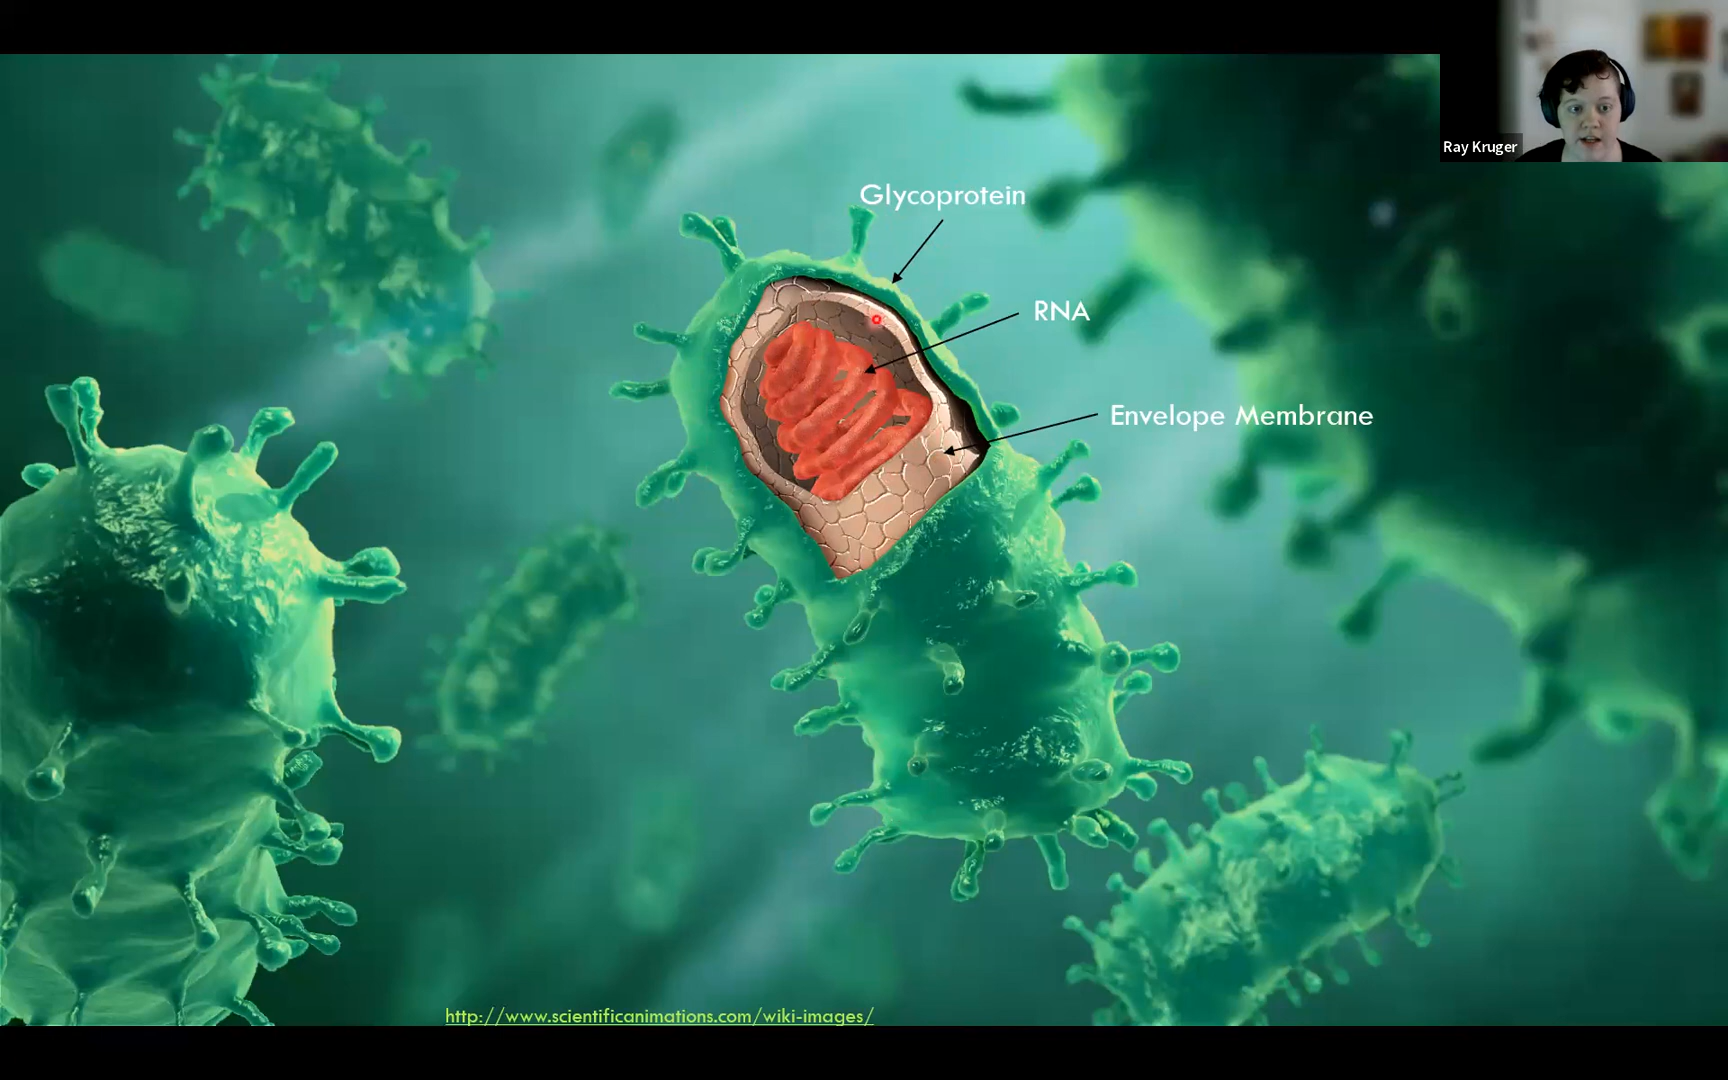 Ray Kruger
Glycoprotein
RNA
Envelope Membrane
http://www.scientificanimations.com/wiki-images/